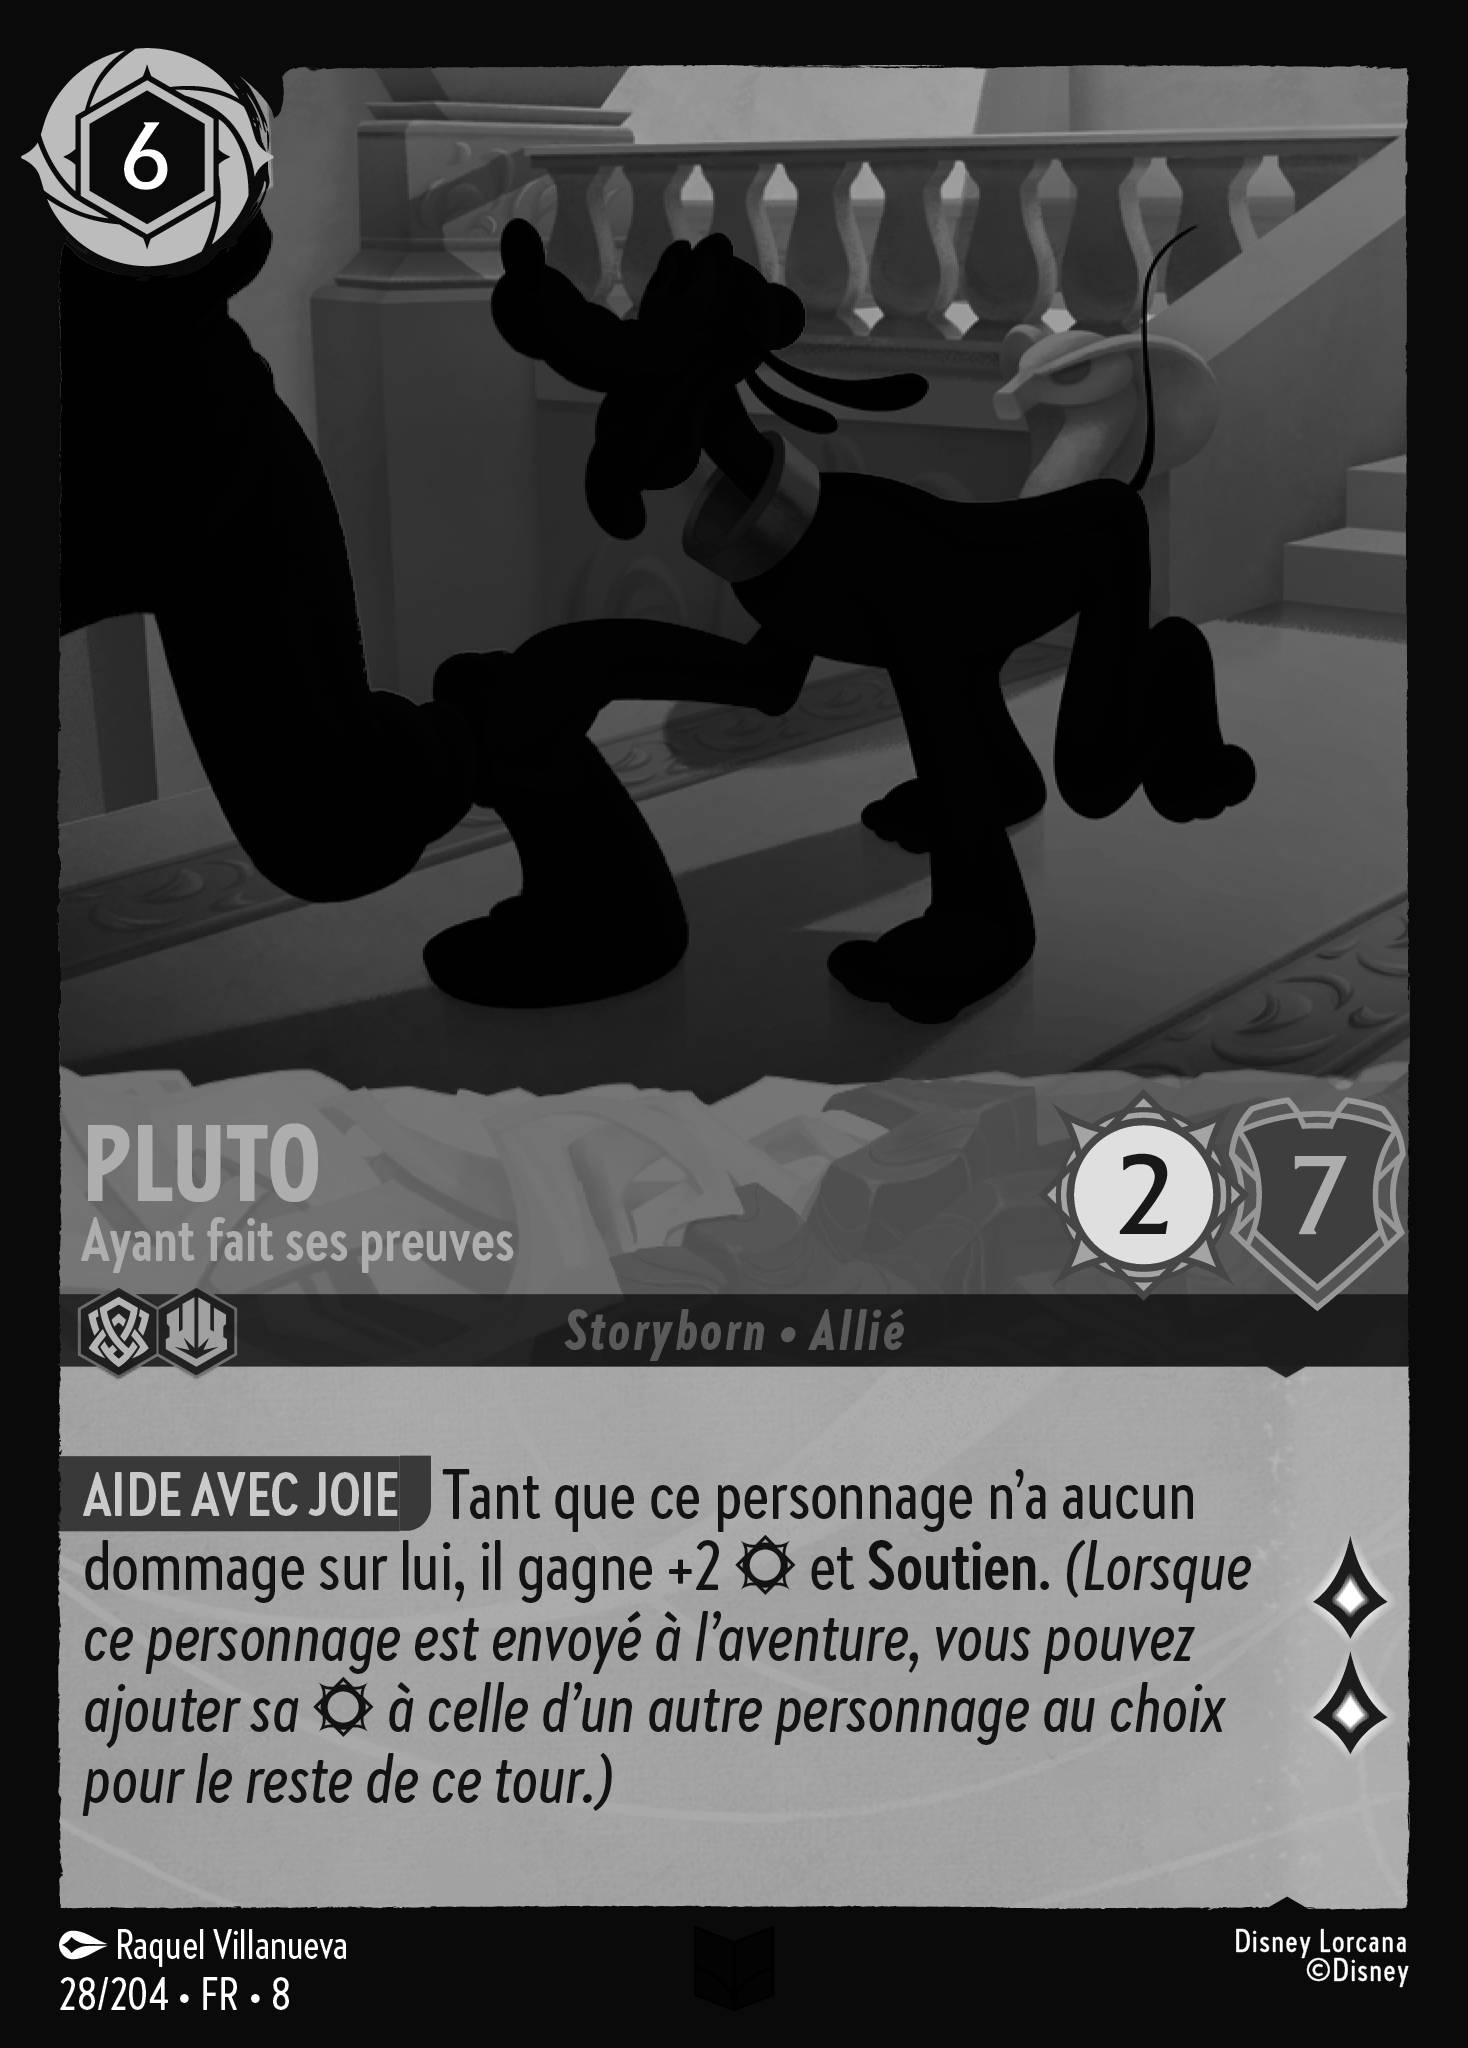 6
PLUTO
Ayant fait ses preuves
2
7
Storyborn • Allié
AIDE AVEC JOIE Tant que ce personnage n’a aucun
dommage sur lui, il gagne +2 et Soutien. (Lorsque
ce personnage est envoyé à l’aventure, vous pouvez
ajouter sa à celle d’un autre personnage au choix
pour le reste de ce tour.)
Raquel Villanueva
28/204 • FR • 8
Disney Lorcana
©Disney